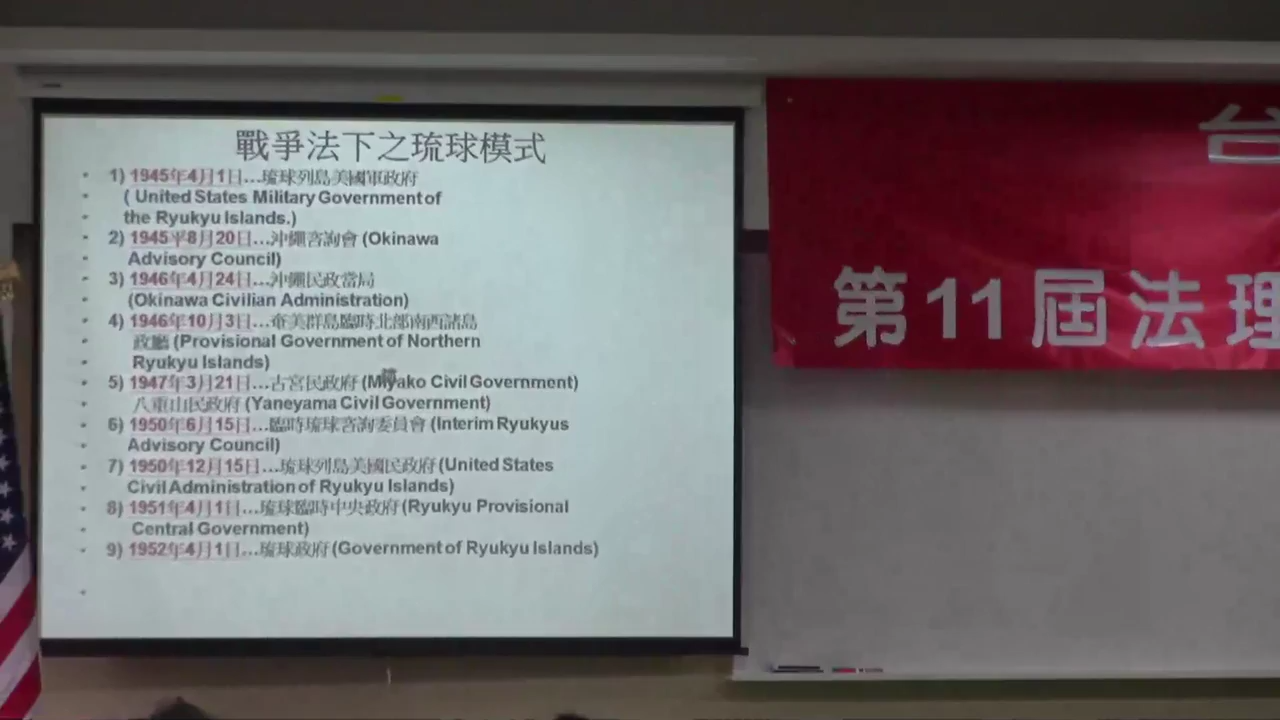 戰爭法下之琉球模式
1) 1945年4月1日...琉球列島美國軍政府
( United States Military Government of
the Ryukyu Islands.)
2) 1945平8月20日...沖繩咨詢會 (Okinawa
Advisory Council)
3) 1946年4月24日...沖繩民政當局
(Okinawa Civilian Administration)
4) 1946年10月3日...奄美群島臨時北部南西諸島
政廳 (Provisional Government of Northern
Ryukyu Islands)
5) 1947年3月21日...古宮民政府 (Miyako Civil Government)
八重山民政府 (Yaneyama Civil Government)
6) 1950年6月15日...臨時琉球咨詢委員會 (Interim Ryukyus
Advisory Council)
7) 1950年12月15日...琉球列島美國民政府 (United States
Civil Administration of Ryukyu Islands)
8) 1951年4月1日...琉球臨時中央政府 (Ryukyu Provisional
Central Government)
9) 1952年4月1日...琉球政府 (Government of Ryukyu Islands)
台
第11屆法理